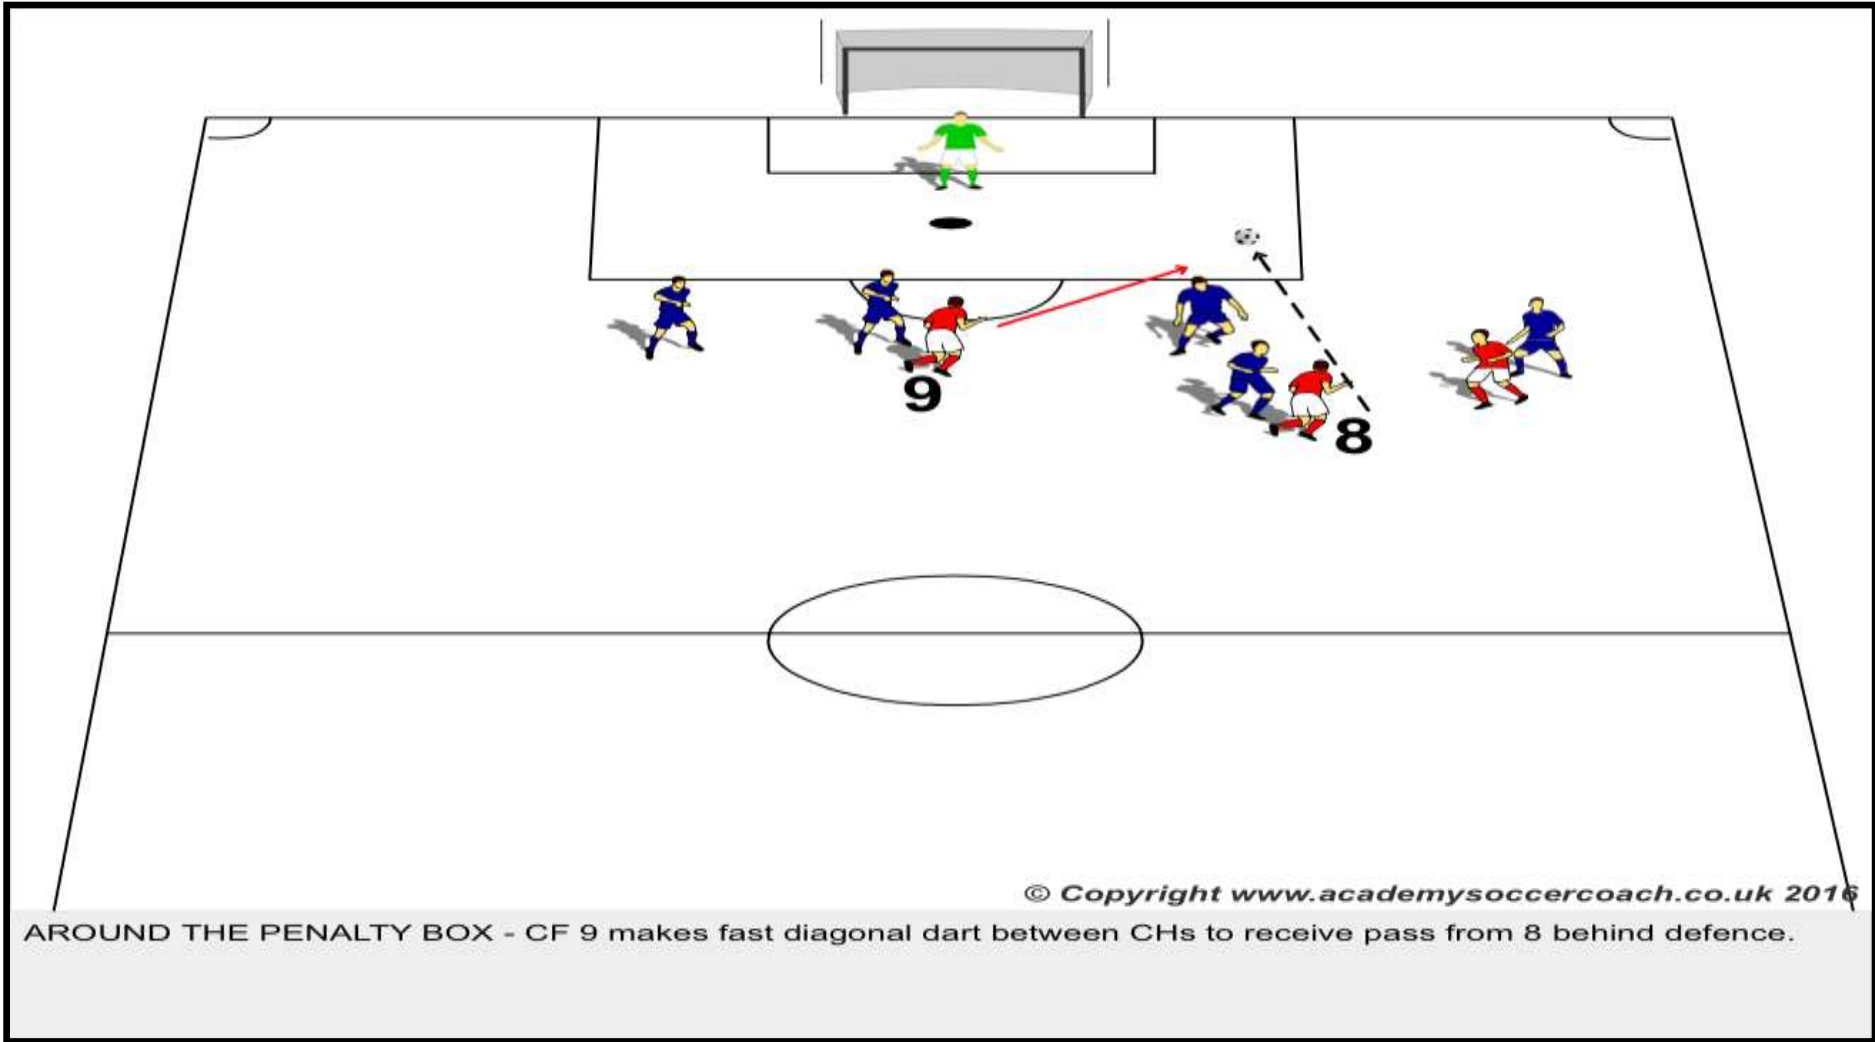 9
8
© Copyright www.academysoccercoach.co.uk 2016
AROUND THE PENALTY BOX - CF 9 makes fast diagonal dart between CHs to receive pass from 8 behind defence.